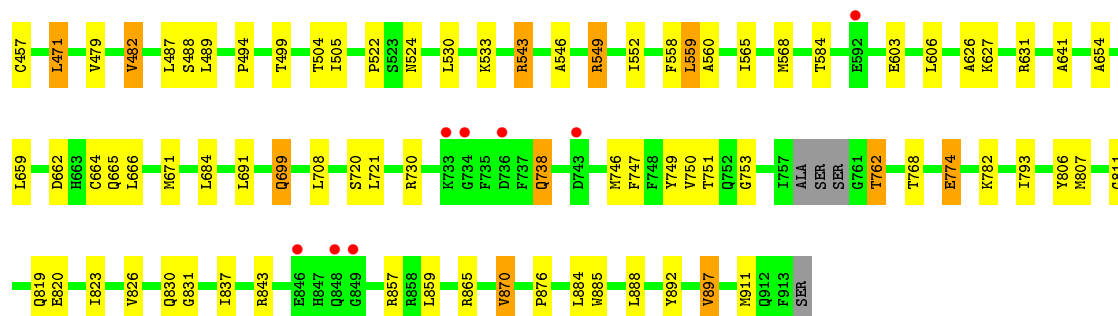 C457 L471 V479 V482 L487 S488 L489 P494 T499 T504 I505 P522 S523 N524 L530 K533 R543 A546 R549 I552 F558 L559 A560 I565 M568 T584 E592 E603 L606 A626 K627 R631 A641 A654
L659 D662 H663 C664 Q665 L666 M671 L684 L691 Q699 L708 S720 L721 R730 K733 G734 F735 D736 F737 Q738 D743 M746 F747 F748 Y749 V750 T751 Q752 G753 I757 ALA SER SER G761 T762 T768 E774 K782 I793 Y806 M807 G811
Q819 E820 I823 V826 Q830 G831 I837 R843 E846 H847 Q848 G849 R857 R858 L859 R865 V870 P876 L884 W885 L888 Y892 V897 M911 Q912 F913 SER